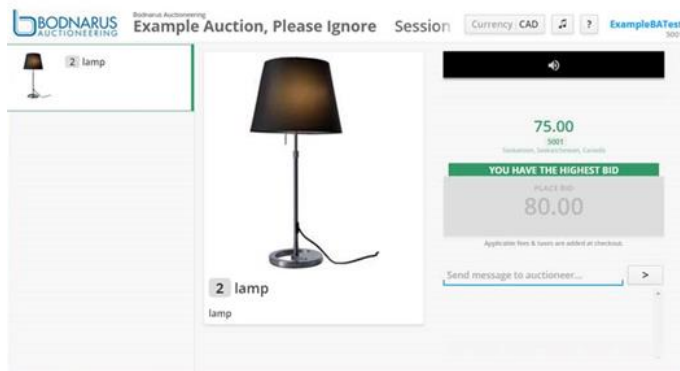 BODNARUS
AUCTIONEERING
Bodnarus Auctioneering
Example Auction, Please Ignore Session
Currency CAD
?
ExampleBATest
5001
2 lamp
75.00
5001
Saskatoon, Saskatchewan, Canada
YOU HAVE THE HIGHEST BID
PLACE BID
80.00
Applicable fees & taxes are added at checkout.
2 lamp
lamp
Send message to auctioneer...
>